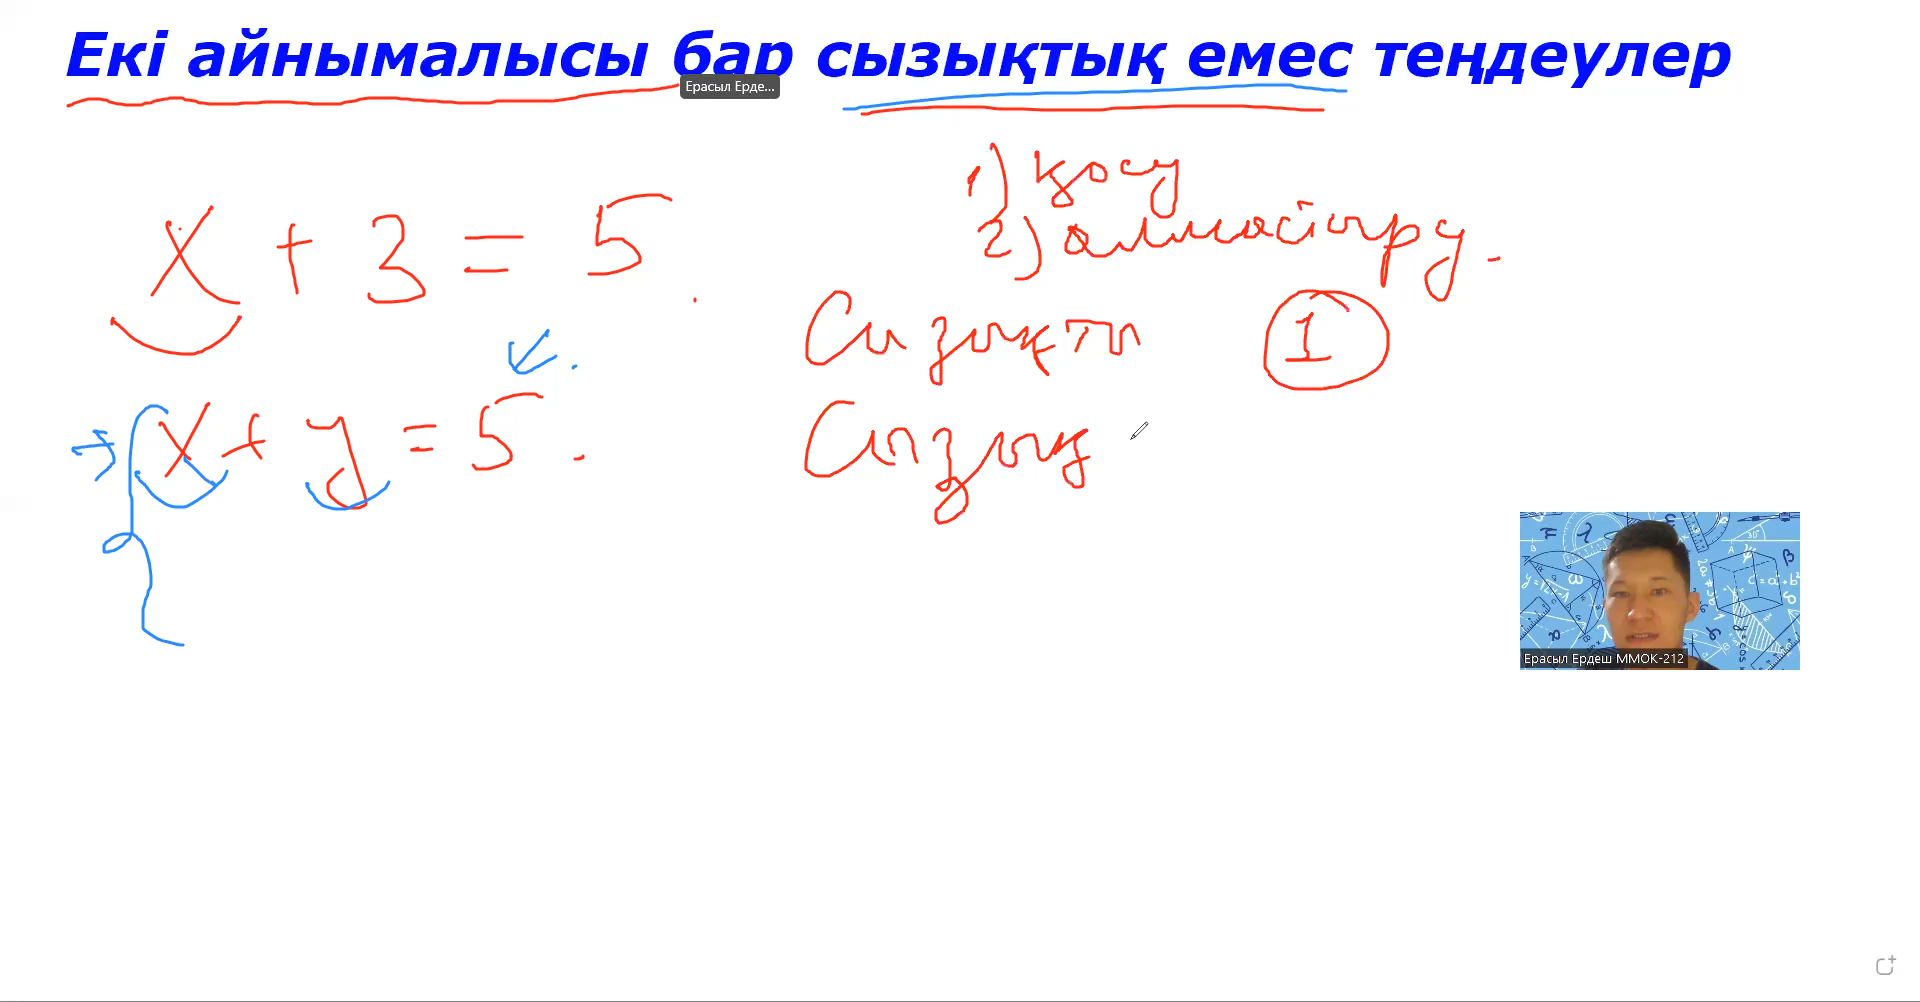 Екі айнымалысы бар сызықтық емес теңдеулер
Ерасыл Ерде...
1) қосу
2) алмастыру.
x + 3 = 5.
Сызықты 1
x + y = 5.
Сызық
Ерасыл Ердеш ММОК-212